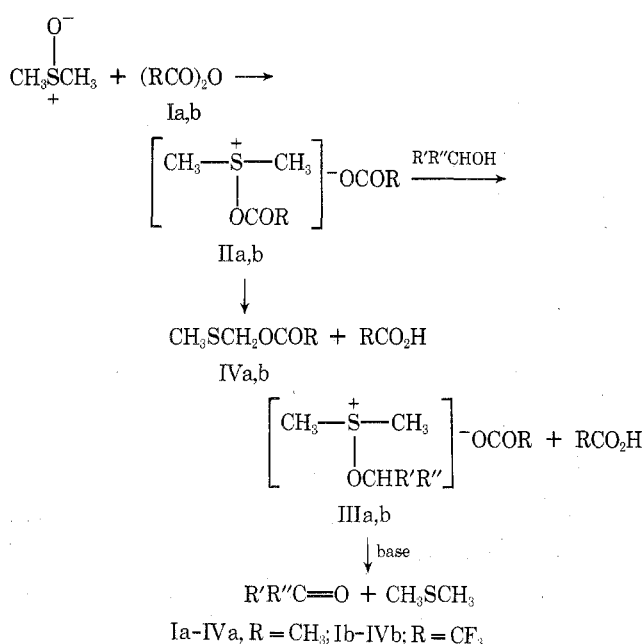 O⁻
CH₃SCH₃ + (RCO)₂O ⟶
+
Ia,b
[CH₃—S⁺—CH₃] ⁻OCOR R′R″CHOH ⟶
OCOR
IIa,b
↓
CH₃SCH₂OCOR + RCO₂H
IVa,b
[CH₃—S⁺—CH₃] ⁻OCOR + RCO₂H
OCHR′R″
IIIa,b
↓ base
R′R″C=O + CH₃SCH₃
Ia-IVa, R = CH₃; Ib-IVb; R = CF₃